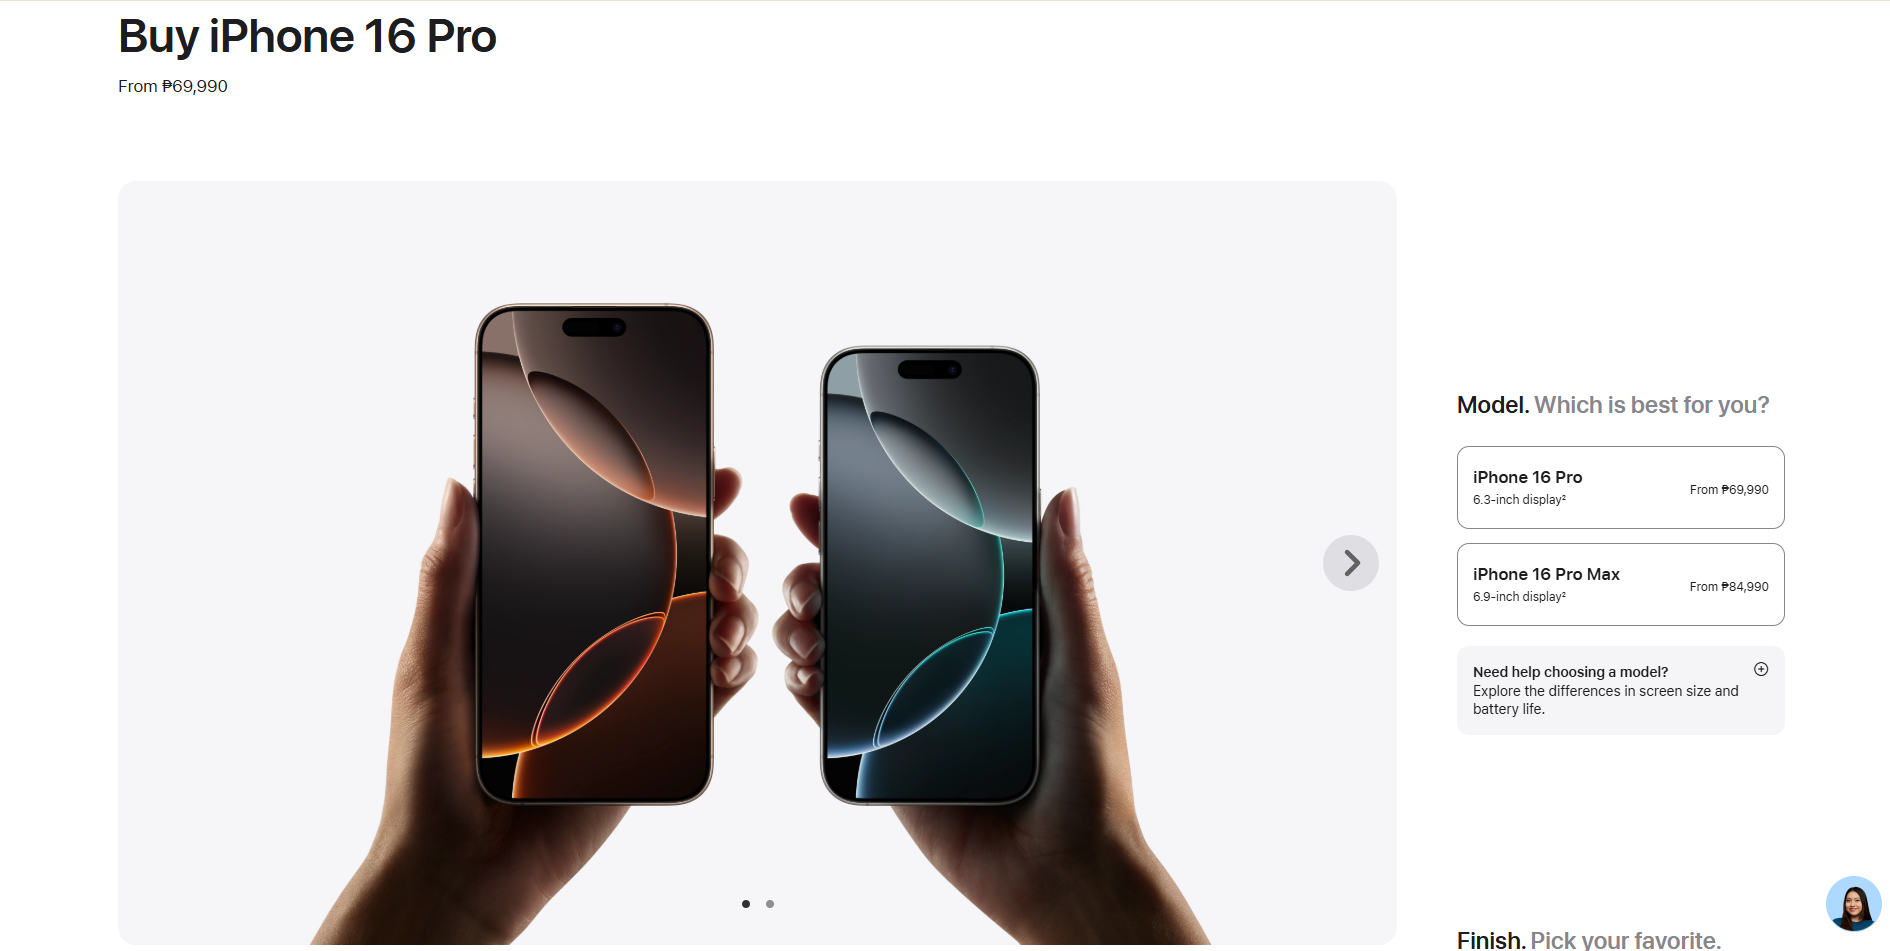 Buy iPhone 16 Pro
From ₱69,990
Model. Which is best for you?
iPhone 16 Pro
6.3-inch display²
From ₱69,990
iPhone 16 Pro Max
6.9-inch display²
From ₱84,990
Need help choosing a model?
Explore the differences in screen size and
battery life.
Finish. Pick your favorite.